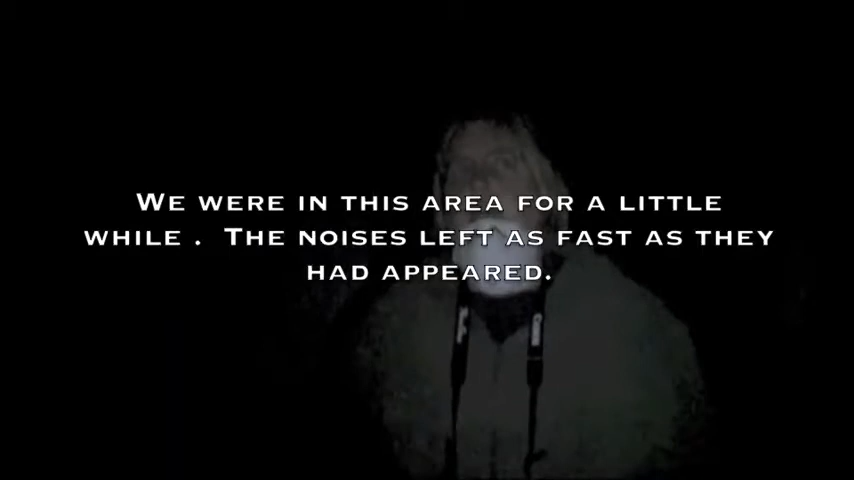 We were in this area for a little
while .  The noises left as fast as they
had appeared.